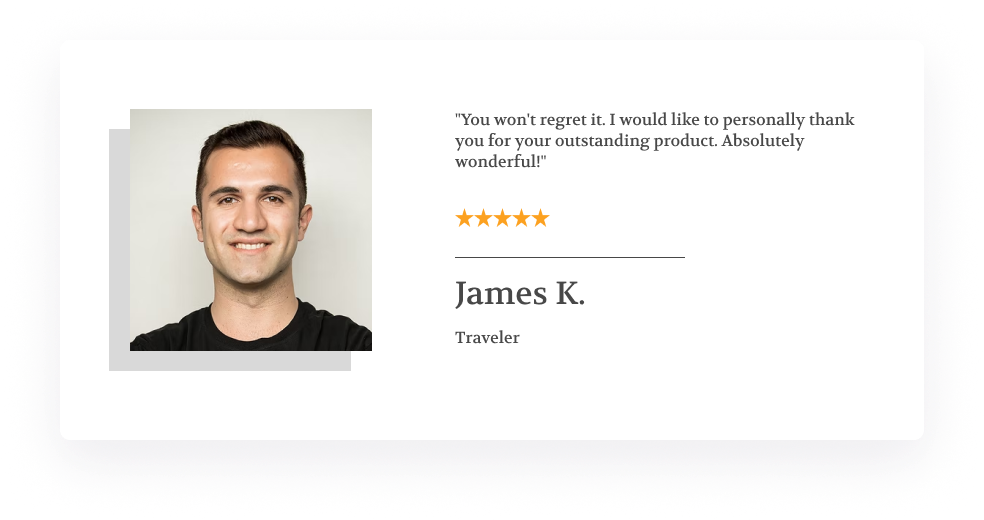 "You won't regret it. I would like to personally thank
you for your outstanding product. Absolutely
wonderful!"
★★★★★
James K.
Traveler